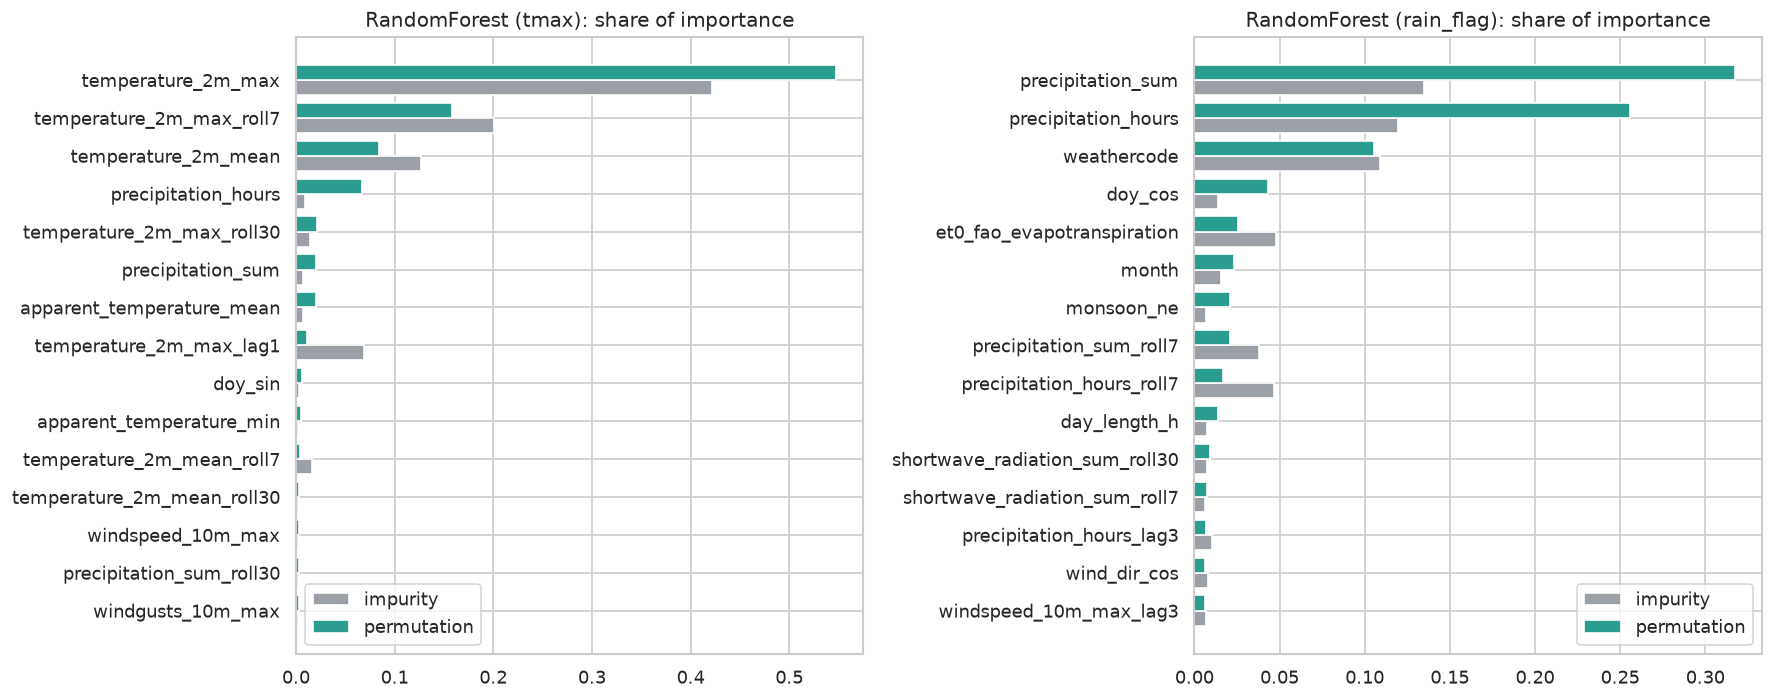 RandomForest (tmax): share of importance
temperature_2m_max
temperature_2m_max_roll7
temperature_2m_mean
precipitation_hours
temperature_2m_max_roll30
precipitation_sum
apparent_temperature_mean
temperature_2m_max_lag1
doy_sin
apparent_temperature_min
temperature_2m_mean_roll7
temperature_2m_mean_roll30
windspeed_10m_max
precipitation_sum_roll30
windgusts_10m_max
impurity
permutation
0.0 0.1 0.2 0.3 0.4 0.5
RandomForest (rain_flag): share of importance
precipitation_sum
precipitation_hours
weathercode
doy_cos
et0_fao_evapotranspiration
month
monsoon_ne
precipitation_sum_roll7
precipitation_hours_roll7
day_length_h
shortwave_radiation_sum_roll30
shortwave_radiation_sum_roll7
precipitation_hours_lag3
wind_dir_cos
windspeed_10m_max_lag3
impurity
permutation
0.00 0.05 0.10 0.15 0.20 0.25 0.30